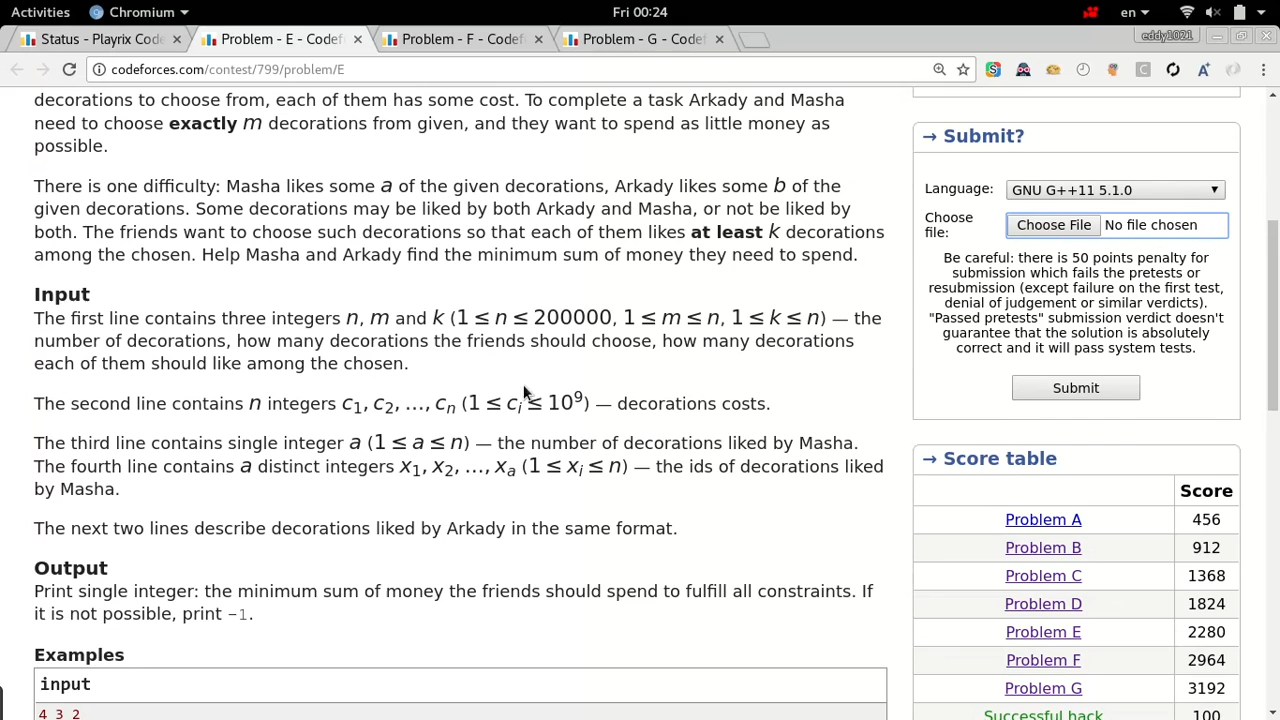 Activities Chromium Fri 00:24 en
Status - Playrix Code Problem - E - Codef Problem - F - Codef Problem - G - Codef eddy1021
codeforces.com/contest/799/problem/E
decorations to choose from, each of them has some cost. To complete a task Arkady and Masha
need to choose exactly m decorations from given, and they want to spend as little money as
possible.
There is one difficulty: Masha likes some a of the given decorations, Arkady likes some b of the
given decorations. Some decorations may be liked by both Arkady and Masha, or not be liked by
both. The friends want to choose such decorations so that each of them likes at least k decorations
among the chosen. Help Masha and Arkady find the minimum sum of money they need to spend.
Input
The first line contains three integers n, m and k (1 ≤ n ≤ 200000, 1 ≤ m ≤ n, 1 ≤ k ≤ n) — the
number of decorations, how many decorations the friends should choose, how many decorations
each of them should like among the chosen.
The second line contains n integers c₁, c₂, ..., cₙ (1 ≤ cᵢ ≤ 10⁹) — decorations costs.
The third line contains single integer a (1 ≤ a ≤ n) — the number of decorations liked by Masha.
The fourth line contains a distinct integers x₁, x₂, ..., xₐ (1 ≤ xᵢ ≤ n) — the ids of decorations liked
by Masha.
The next two lines describe decorations liked by Arkady in the same format.
Output
Print single integer: the minimum sum of money the friends should spend to fulfill all constraints. If
it is not possible, print -1.
Examples
input
4 3 2
→ Submit?
Language: GNU G++11 5.1.0
Choose
file: Choose File No file chosen
Be careful: there is 50 points penalty for
submission which fails the pretests or
resubmission (except failure on the first test,
denial of judgement or similar verdicts).
"Passed pretests" submission verdict doesn't
guarantee that the solution is absolutely
correct and it will pass system tests.
Submit
→ Score table
Score
Problem A 456
Problem B 912
Problem C 1368
Problem D 1824
Problem E 2280
Problem F 2964
Problem G 3192
Successful hack 100